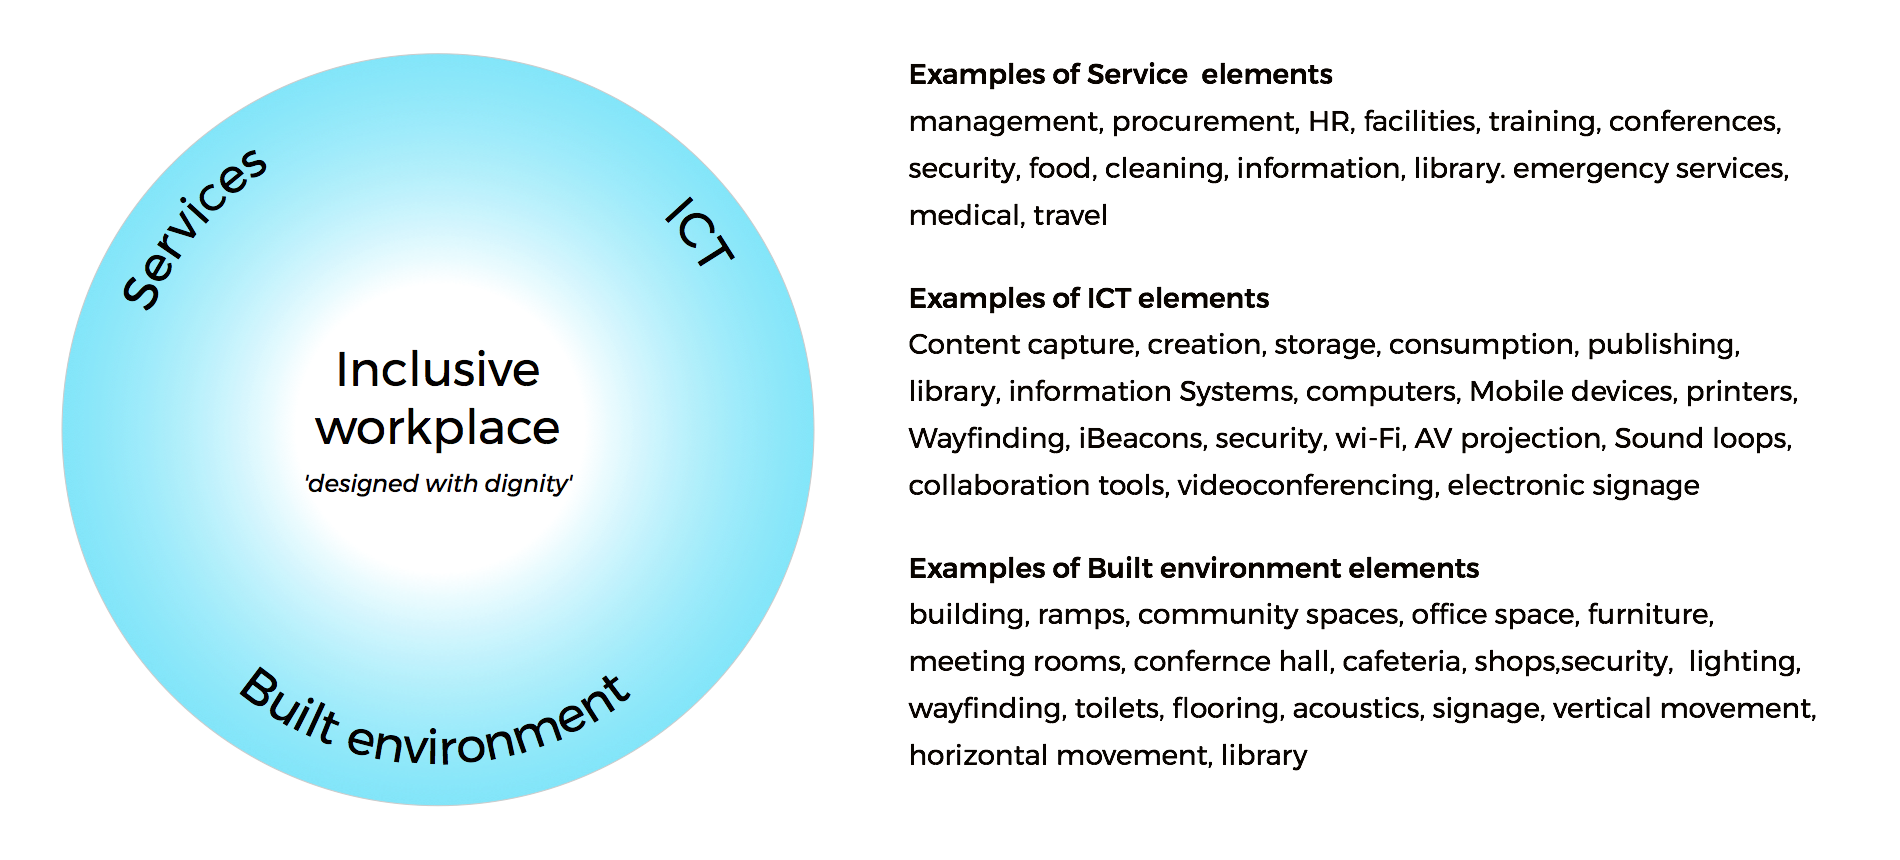 Services
ICT
Inclusive
workplace
'designed with dignity'
Built environment
Examples of Service  elements
management, procurement, HR, facilities, training, conferences,
security, food, cleaning, information, library. emergency services,
medical, travel
Examples of ICT elements
Content capture, creation, storage, consumption, publishing,
library, information Systems, computers, Mobile devices, printers,
Wayfinding, iBeacons, security, wi-Fi, AV projection, Sound loops,
collaboration tools, videoconferencing, electronic signage
Examples of Built environment elements
building, ramps, community spaces, office space, furniture,
meeting rooms, confernce hall, cafeteria, shops,security,  lighting,
wayfinding, toilets, flooring, acoustics, signage, vertical movement,
horizontal movement, library